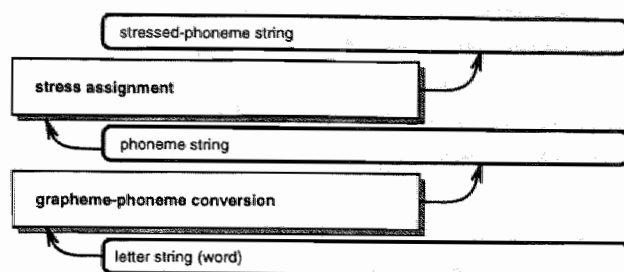 stressed-phoneme string
stress assignment
phoneme string
grapheme-phoneme conversion
letter string (word)